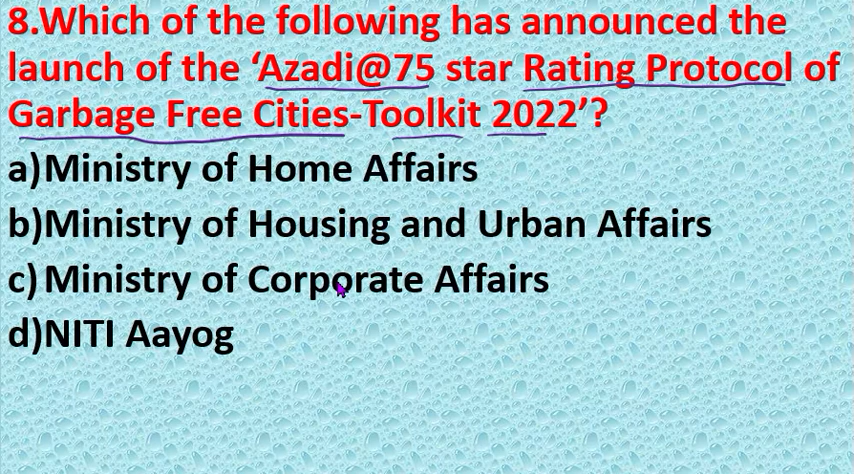 8.Which of the following has announced the
launch of the ‘Azadi@75 star Rating Protocol of
Garbage Free Cities-Toolkit 2022’?
a)Ministry of Home Affairs
b)Ministry of Housing and Urban Affairs
c) Ministry of Corporate Affairs
d)NITI Aayog